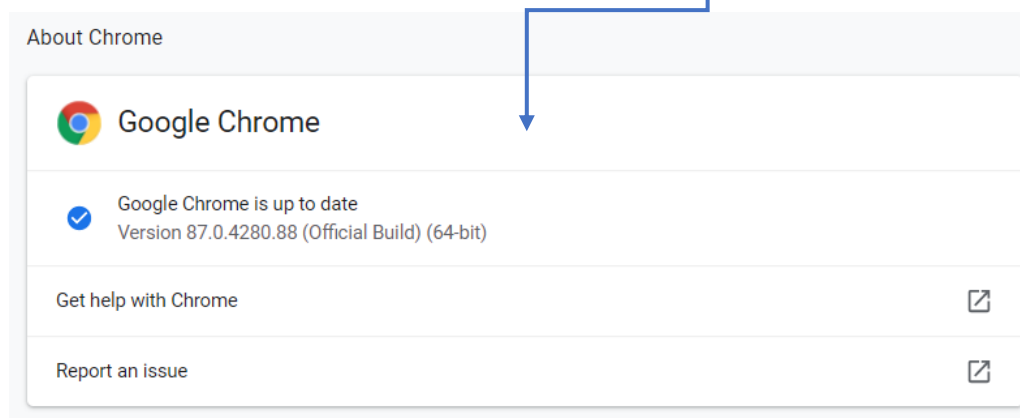 About Chrome
Google Chrome
Google Chrome is up to date
Version 87.0.4280.88 (Official Build) (64-bit)
Get help with Chrome
Report an issue